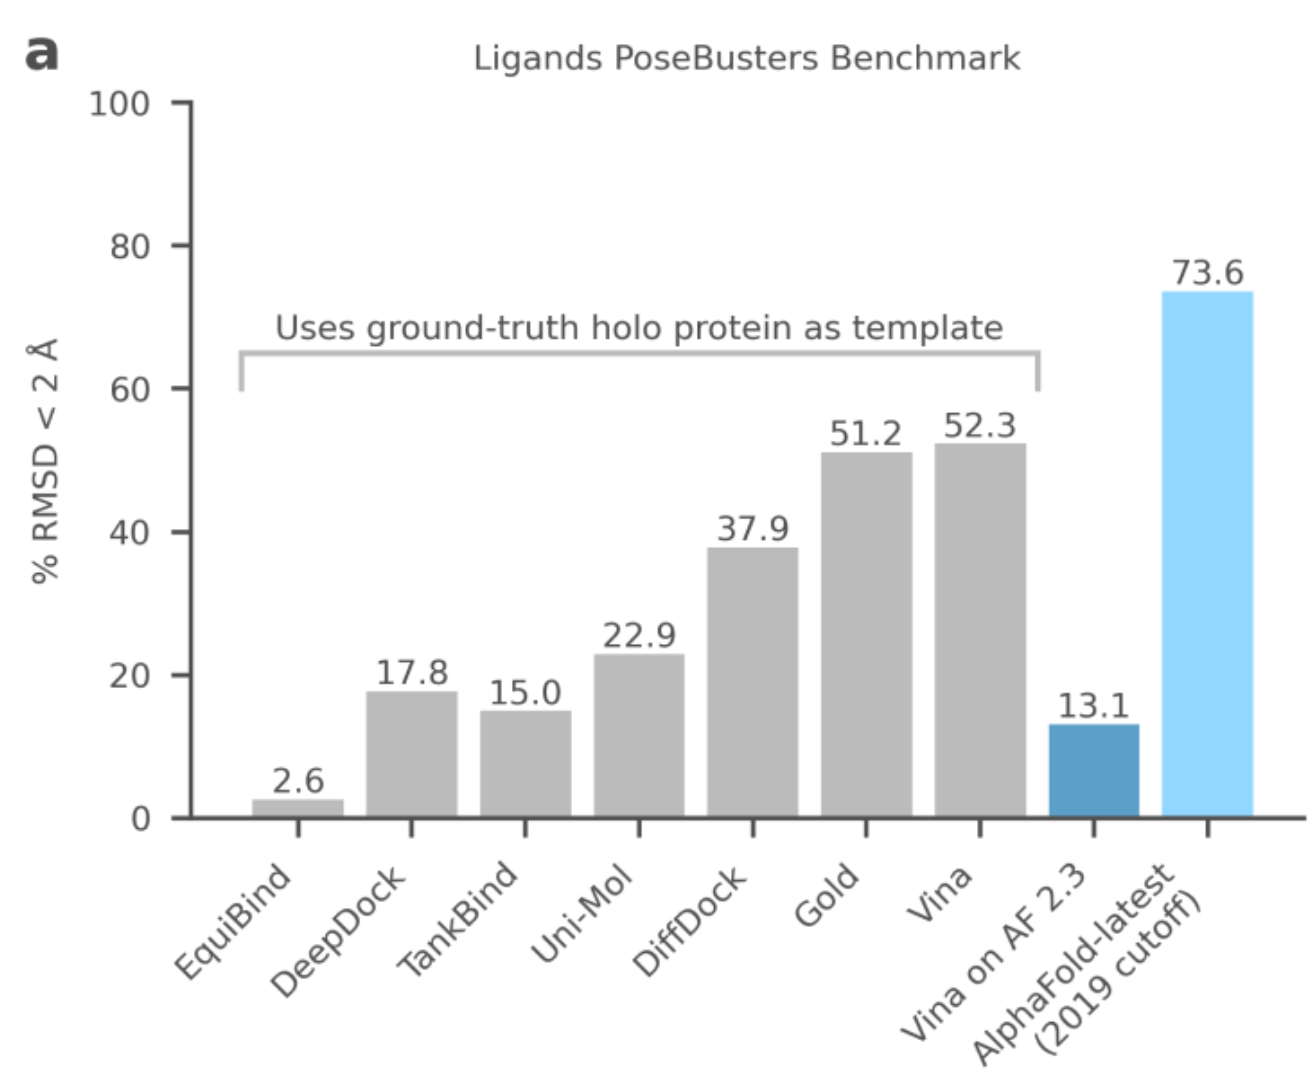 a
Ligands PoseBusters Benchmark
100
80
60
40
20
0
% RMSD < 2 Å
Uses ground-truth holo protein as template
2.6
17.8
15.0
22.9
37.9
51.2
52.3
13.1
73.6
EquiBind
DeepDock
TankBind
Uni-Mol
DiffDock
Gold
Vina
Vina on AF 2.3
AlphaFold-latest
(2019 cutoff)